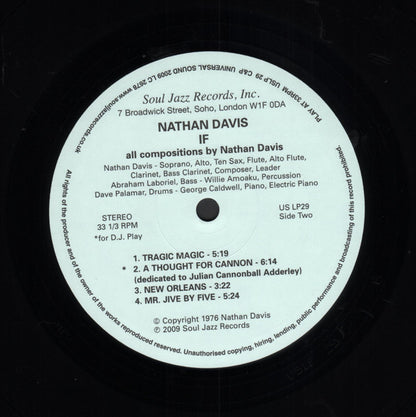 Soul Jazz Records, Inc.
7 Broadwick Street, Soho, London W1F 0DA
NATHAN DAVIS
IF
all compositions by Nathan Davis
Nathan Davis - Soprano, Alto, Ten Sax, Flute, Alto Flute,
Clarinet, Bass Clarinet, Composer, Leader
Abraham Laboriel, Bass - Willie Amoaku, Percussion
Dave Palamar, Drums - George Caldwell, Piano, Electric Piano
STEREO
33 1/3 RPM
*for D.J. Play
US LP29
Side Two
1. TRAGIC MAGIC - 5:19
* 2. A THOUGHT FOR CANNON - 6:14
(dedicated to Julian Cannonball Adderley)
3. NEW ORLEANS - 3:22
4. MR. JIVE BY FIVE - 5:24
© Copyright 1976 Nathan Davis
℗ 2009 Soul Jazz Records
All rights of the producer and of the owner of the works reproduced reserved. Unauthorised copying, hiring, lending, public performance and broadcasting of this record prohibited.
PLAY AT 33RPM USLP 29 C&P UNIVERSAL SOUND 2009 LC 2678 www.souljazzrecords.co.uk